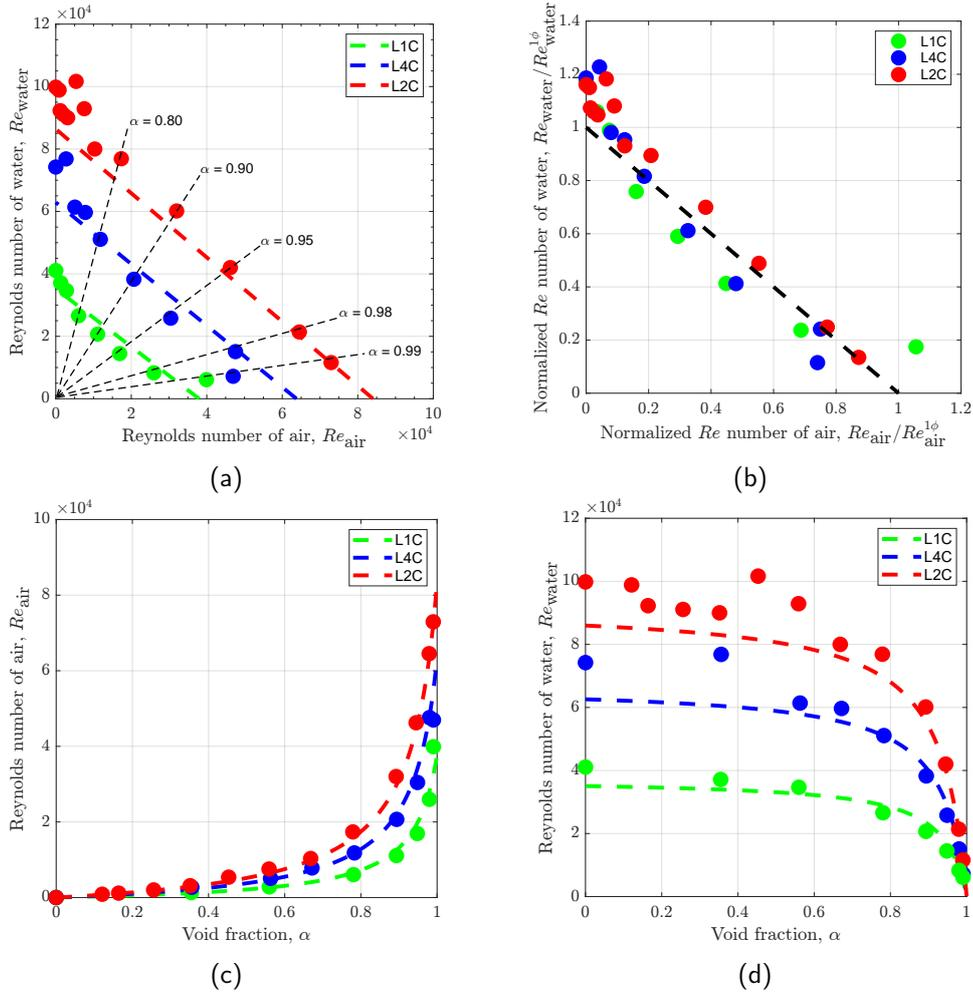 ×10⁴
12
10
8
6
4
2
0
0
2
4
6
8
10
×10⁴
Reynolds number of water, Re_water
Reynolds number of air, Re_air
L1C
L4C
L2C
α = 0.80
α = 0.90
α = 0.95
α = 0.98
α = 0.99
(a)
1.4
1.2
1
0.8
0.6
0.4
0.2
0
0
0.2
0.4
0.6
0.8
1
1.2
Normalized Re number of water, Re_water/Re^{1ϕ}_water
Normalized Re number of air, Re_air/Re^{1ϕ}_air
L1C
L4C
L2C
(b)
×10⁴
10
8
6
4
2
0
0
0.2
0.4
0.6
0.8
1
Reynolds number of air, Re_air
Void fraction, α
L1C
L4C
L2C
(c)
×10⁴
12
10
8
6
4
2
0
0
0.2
0.4
0.6
0.8
1
Reynolds number of water, Re_water
Void fraction, α
L1C
L4C
L2C
(d)